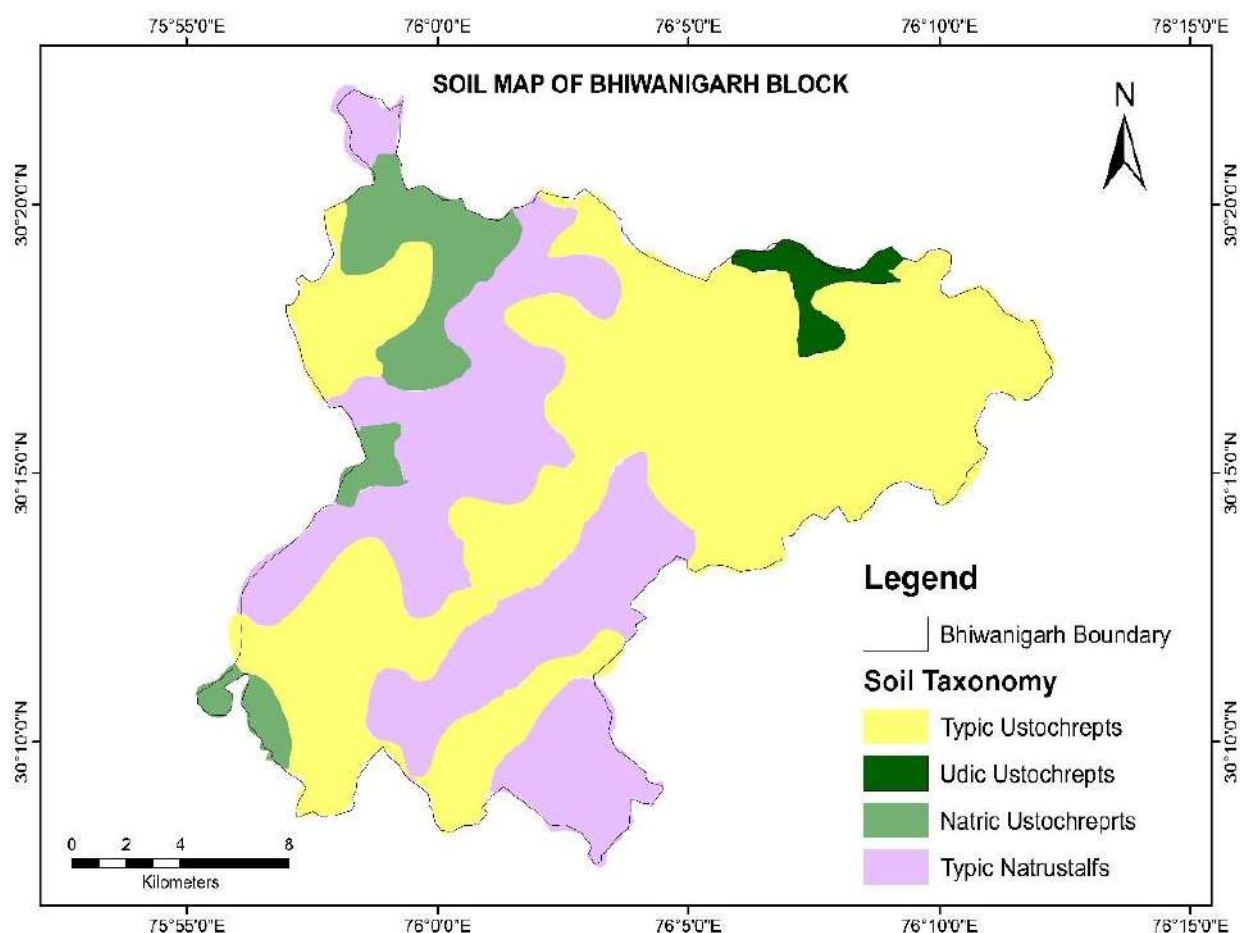 75°55'0"E 76°0'0"E 76°5'0"E 76°10'0"E 76°15'0"E
SOIL MAP OF BHIWANIGARH BLOCK
N
30°20'0"N 30°20'0"N
30°15'0"N 30°15'0"N
30°10'0"N 30°10'0"N
Legend
Bhiwanigarh Boundary
Soil Taxonomy
Typic Ustochrepts
Udic Ustochrepts
Natric Ustochreprts
Typic Natrustalfs
0 2 4 8
Kilometers
75°55'0"E 76°0'0"E 76°5'0"E 76°10'0"E 76°15'0"E